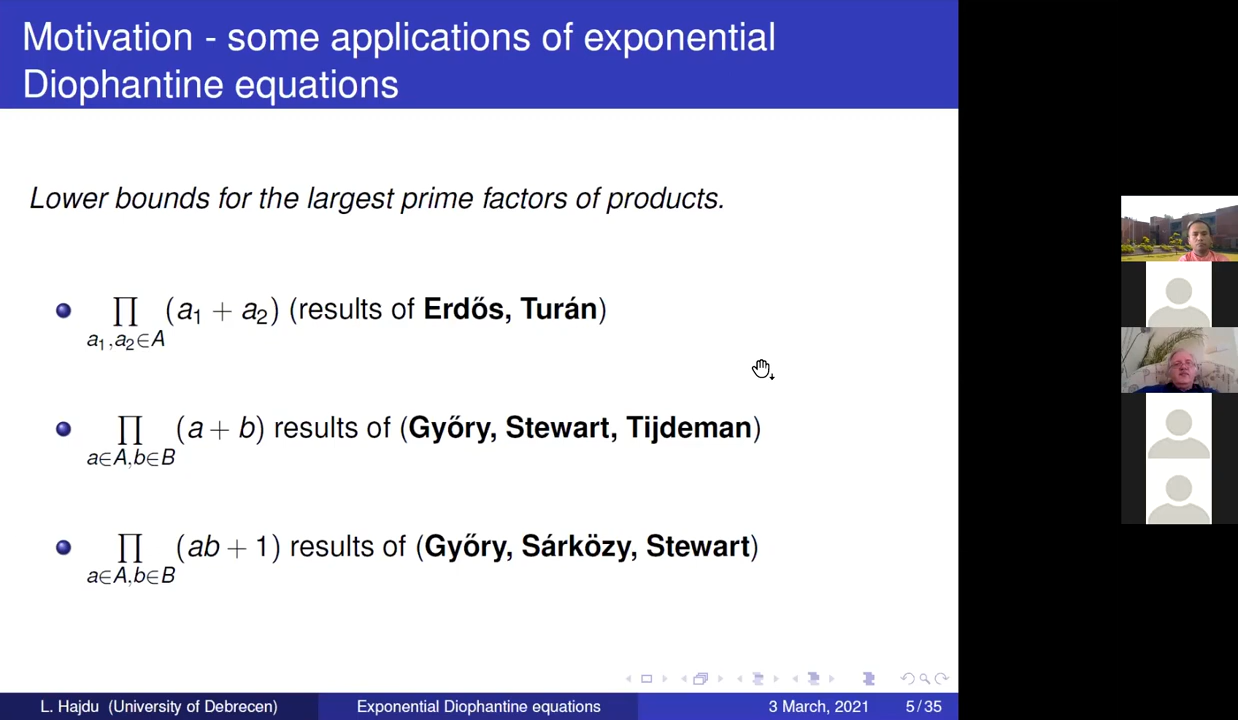 Motivation - some applications of exponential
Diophantine equations
Lower bounds for the largest prime factors of products.
∏ (a₁ + a₂) (results of Erdős, Turán)
a₁,a₂∈A
∏ (a + b) results of (Győry, Stewart, Tijdeman)
a∈A,b∈B
∏ (ab + 1) results of (Győry, Sárközy, Stewart)
a∈A,b∈B
L. Hajdu (University of Debrecen) Exponential Diophantine equations 3 March, 2021 5 / 35